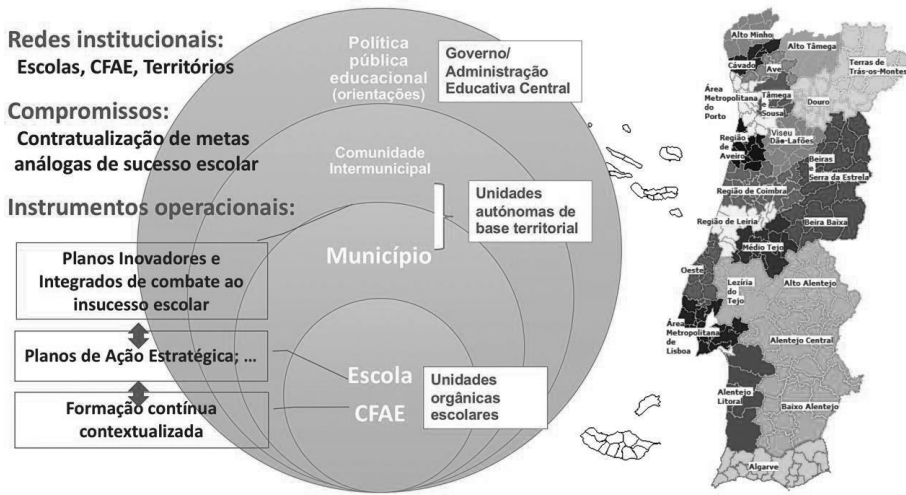 Redes institucionais:
Escolas, CFAE, Territórios
Compromissos:
Contratualização de metas
análogas de sucesso escolar
Instrumentos operacionais:
Planos Inovadores e
Integrados de combate ao
insucesso escolar
Planos de Ação Estratégica; ...
Formação contínua
contextualizada
Política
pública
educacional
(orientações)
Governo/
Administração
Educativa Central
Comunidade
Intermunicipal
Unidades
autónomas de
base territorial
Município
Escola
CFAE
Unidades
orgânicas
escolares
Alto Minho
Alto Tâmega
Cávado
Ave
Terras de
Trás-os-Montes
Área
Metropolitana
do
Porto
Tâmega
e
Sousa
Douro
Região
de
Aveiro
Viseu
Dão-Lafões
Beiras
e
Serra da Estrela
Região de Coimbra
Região de Leiria
Beira Baixa
Médio Tejo
Oeste
Lezíria
do
Tejo
Alto Alentejo
Área
Metropolitana
de
Lisboa
Alentejo Central
Alentejo
Litoral
Baixo Alentejo
Algarve